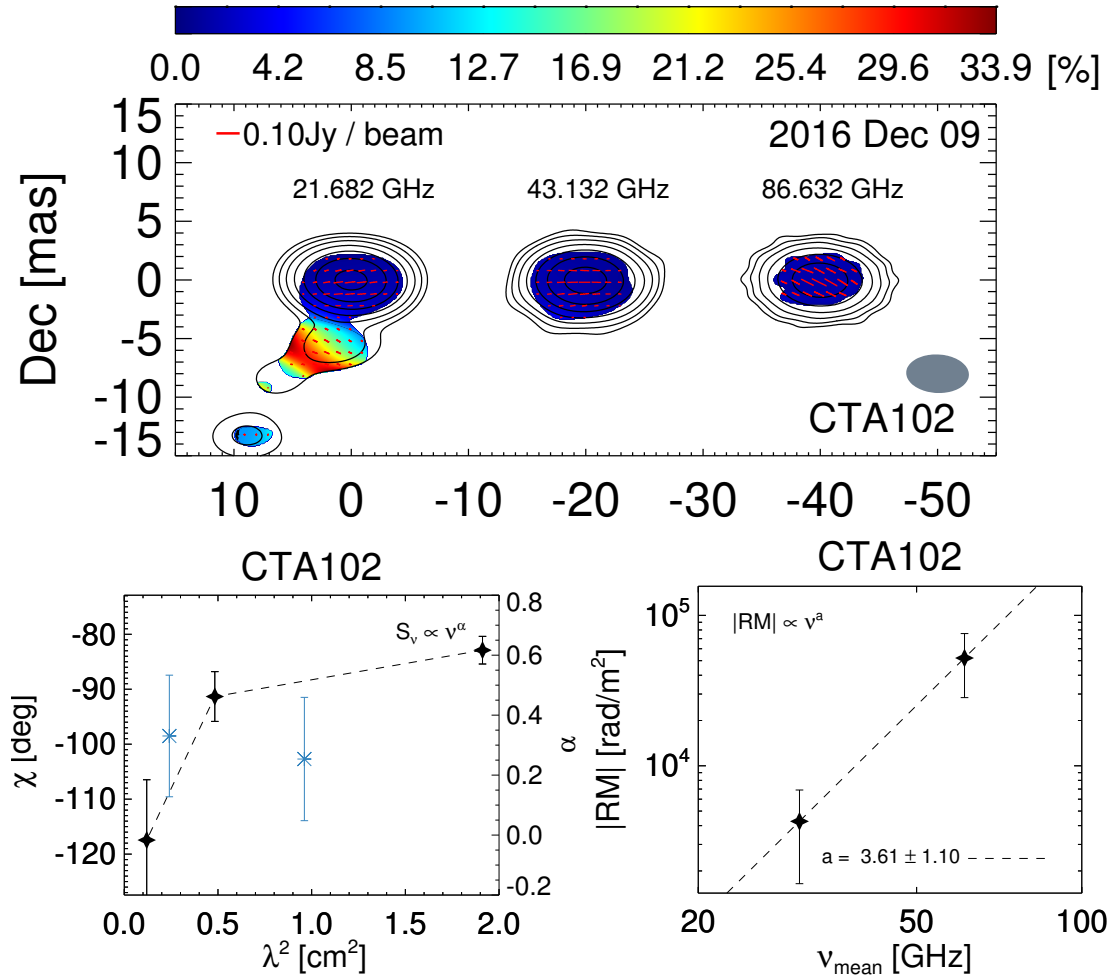 0.0 4.2 8.5 12.7 16.9 21.2 25.4 29.6 33.9 [%]
0.10Jy / beam 2016 Dec 09
21.682 GHz 43.132 GHz 86.632 GHz
Dec [mas]
15
10
5
0
-5
-10
-15
CTA102
10 0 -10 -20 -30 -40 -50
CTA102
χ [deg]
-80
-90
-100
-110
-120
S_ν ∝ ν^α
0.8
0.6
0.4
0.2
0.0
-0.2
α
0.0 0.5 1.0 1.5 2.0
λ² [cm²]
CTA102
|RM| [rad/m²]
10⁵
10⁴
|RM| ∝ ν^a
a = 3.61 ± 1.10
20 50 100
ν_mean [GHz]